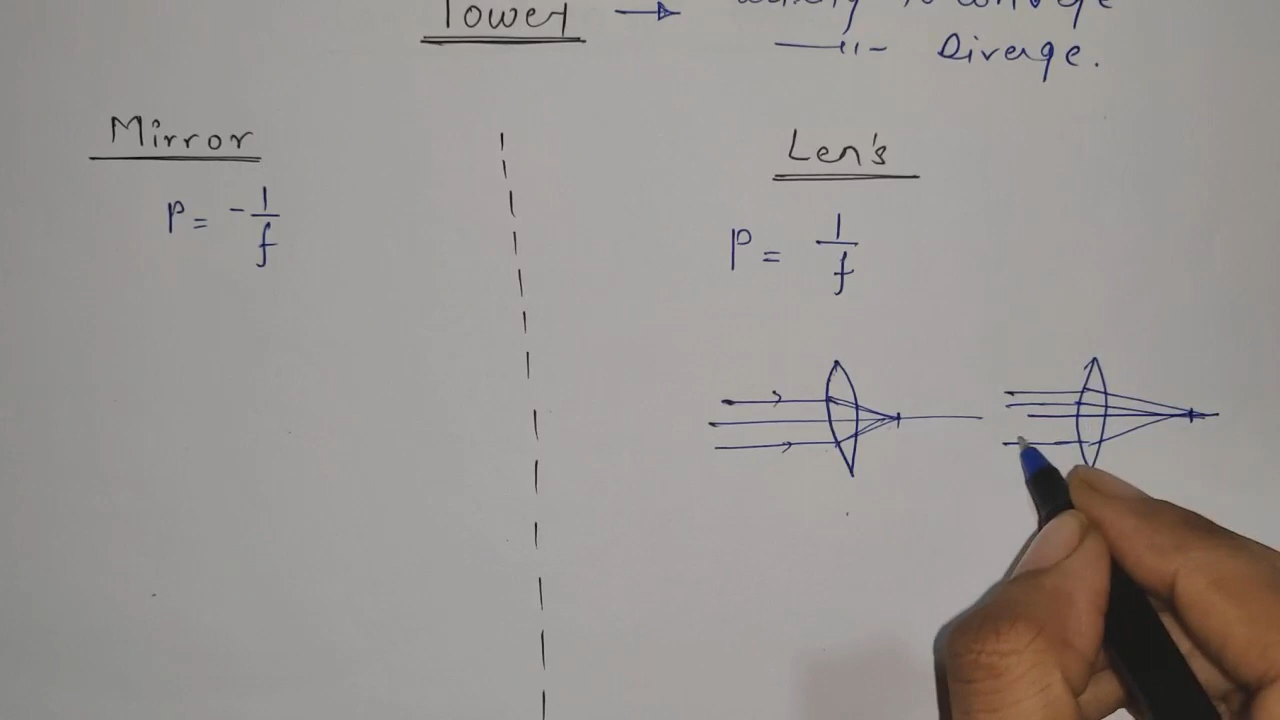 Power →
—〃— Diverge.
Mirror
Len's
P = -1/f
P = 1/f